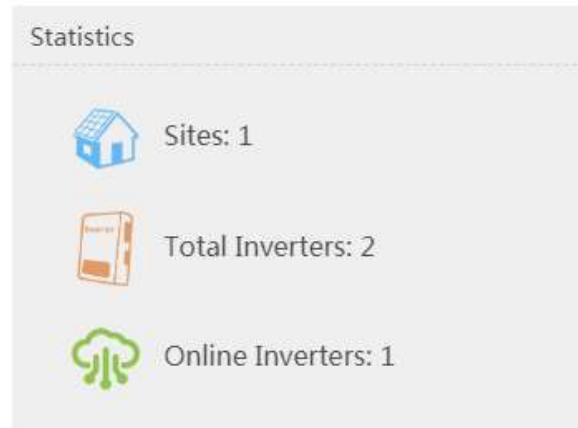 Statistics
Sites: 1
Total Inverters: 2
Online Inverters: 1